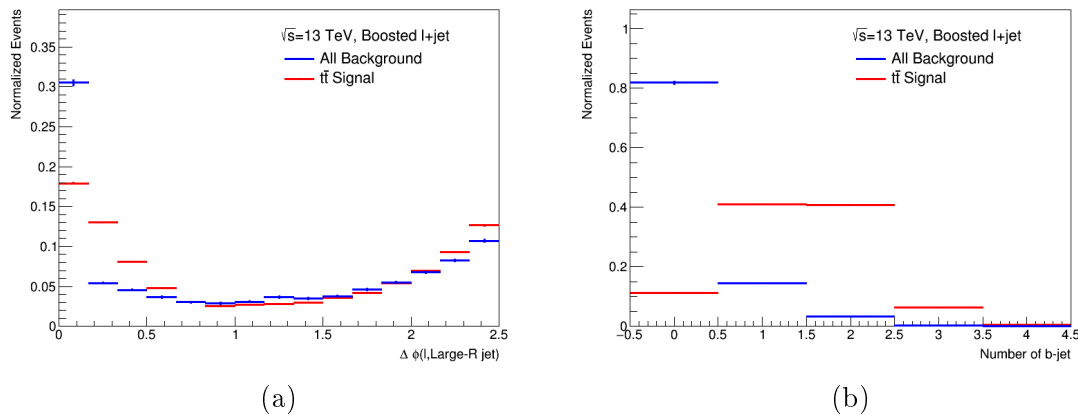 Normalized Events
√s=13 TeV, Boosted l+jet
All Background
tt̄ Signal
0.35
0.3
0.25
0.2
0.15
0.1
0.05
0
0 0.5 1 1.5 2 2.5
Δ ϕ(l,Large-R jet)
(a)
Normalized Events
√s=13 TeV, Boosted l+jet
All Background
tt̄ Signal
1
0.8
0.6
0.4
0.2
0
−0.5 0 0.5 1 1.5 2 2.5 3 3.5 4 4.5
Number of b-jet
(b)